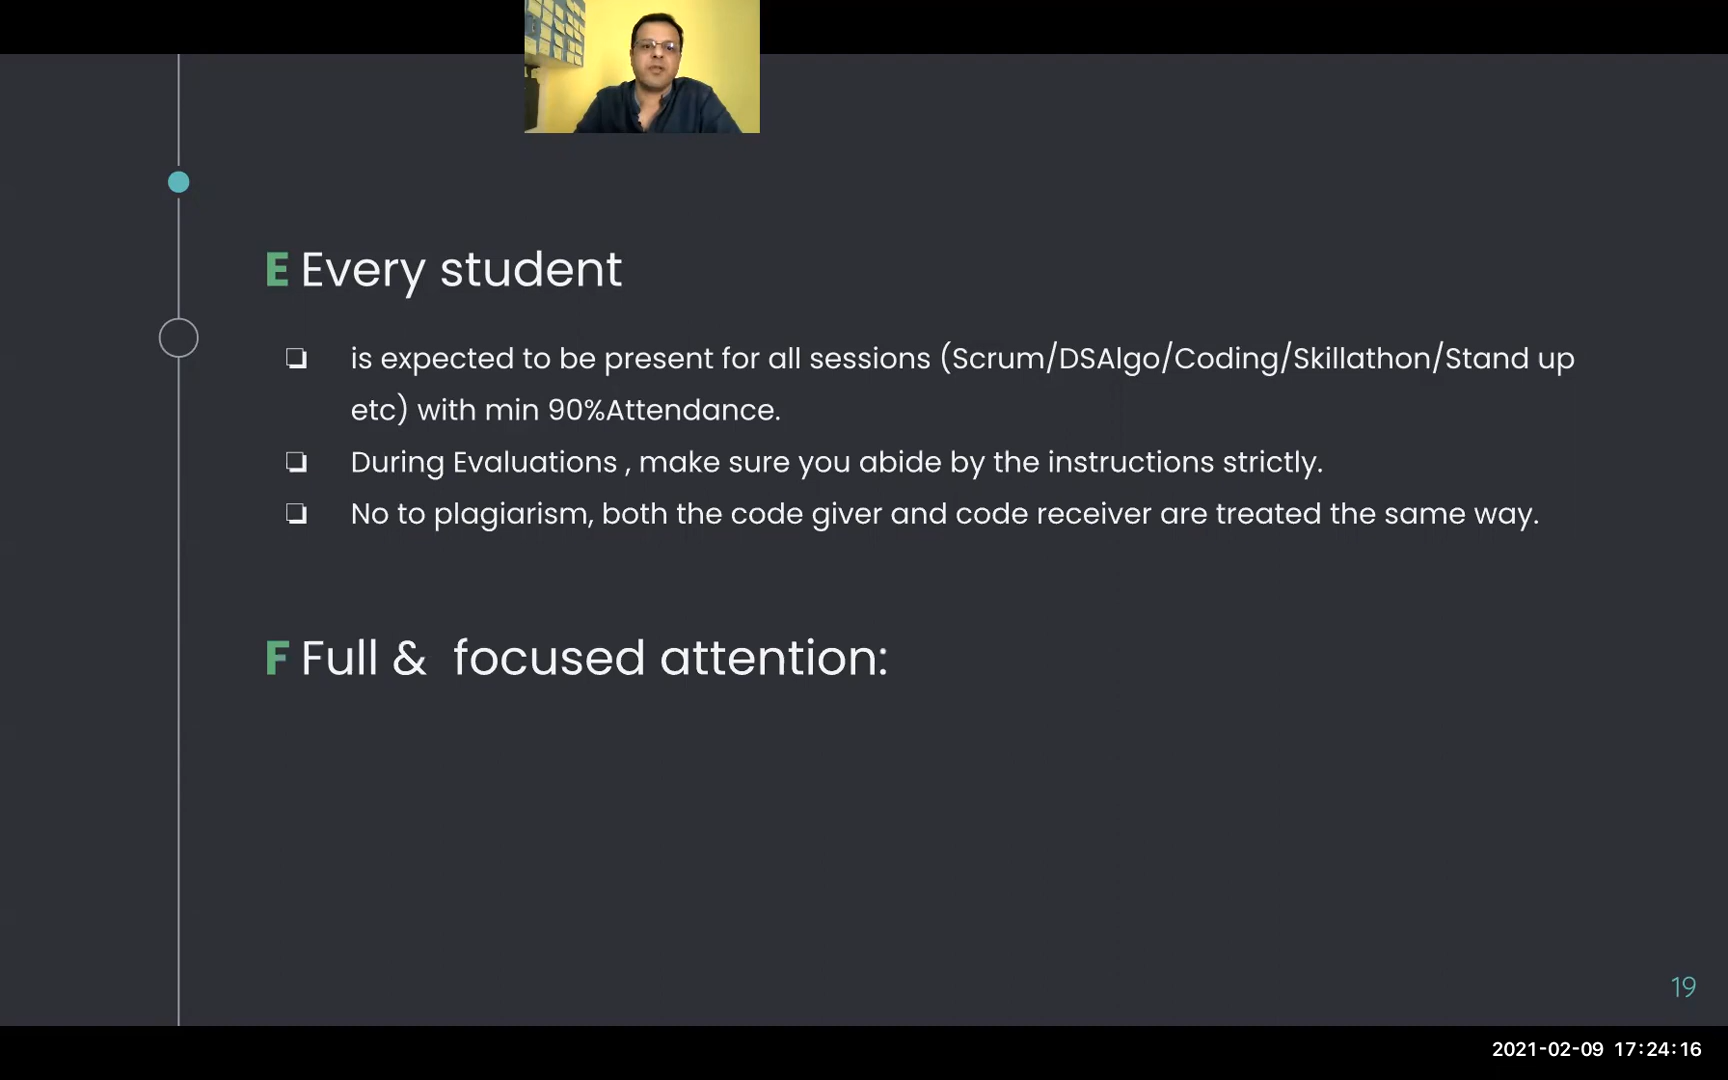 E Every student
❏ is expected to be present for all sessions (Scrum/DSAlgo/Coding/Skillathon/Stand up
etc) with min 90%Attendance.
❏ During Evaluations , make sure you abide by the instructions strictly.
❏ No to plagiarism, both the code giver and code receiver are treated the same way.
F Full &  focused attention:
19
2021-02-09 17:24:16